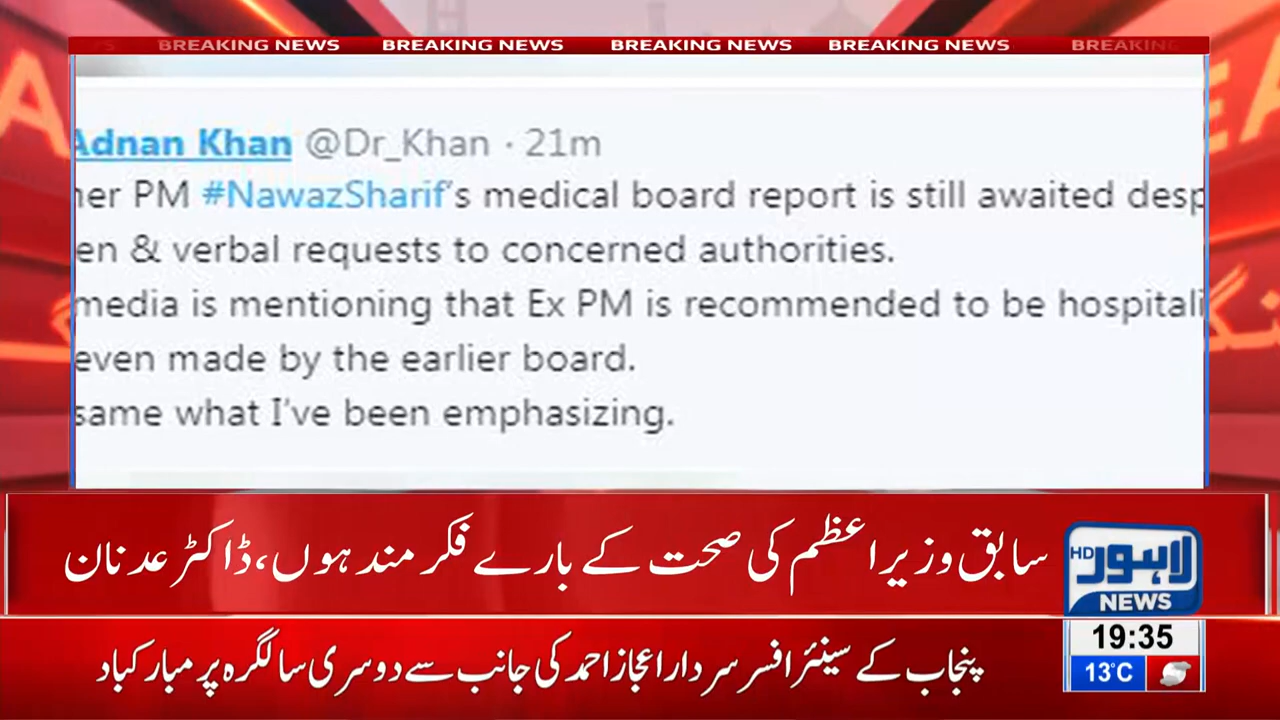 BREAKING NEWS BREAKING NEWS BREAKING NEWS BREAKING NEWS BREAKING
Adnan Khan @Dr_Khan · 21m
ner PM #NawazSharif's medical board report is still awaited desp
en & verbal requests to concerned authorities.
media is mentioning that Ex PM is recommended to be hospitali
even made by the earlier board.
same what I've been emphasizing.
سابق وزیراعظم کی صحت کے بارے فکر مند ہوں، ڈاکٹر عدنان
HD لاہور
NEWS
پنجاب کے سینئر افسر سردار اعجاز احمد کی جانب سے دوسری سالگرہ پر مبارکباد
19:35
13°C